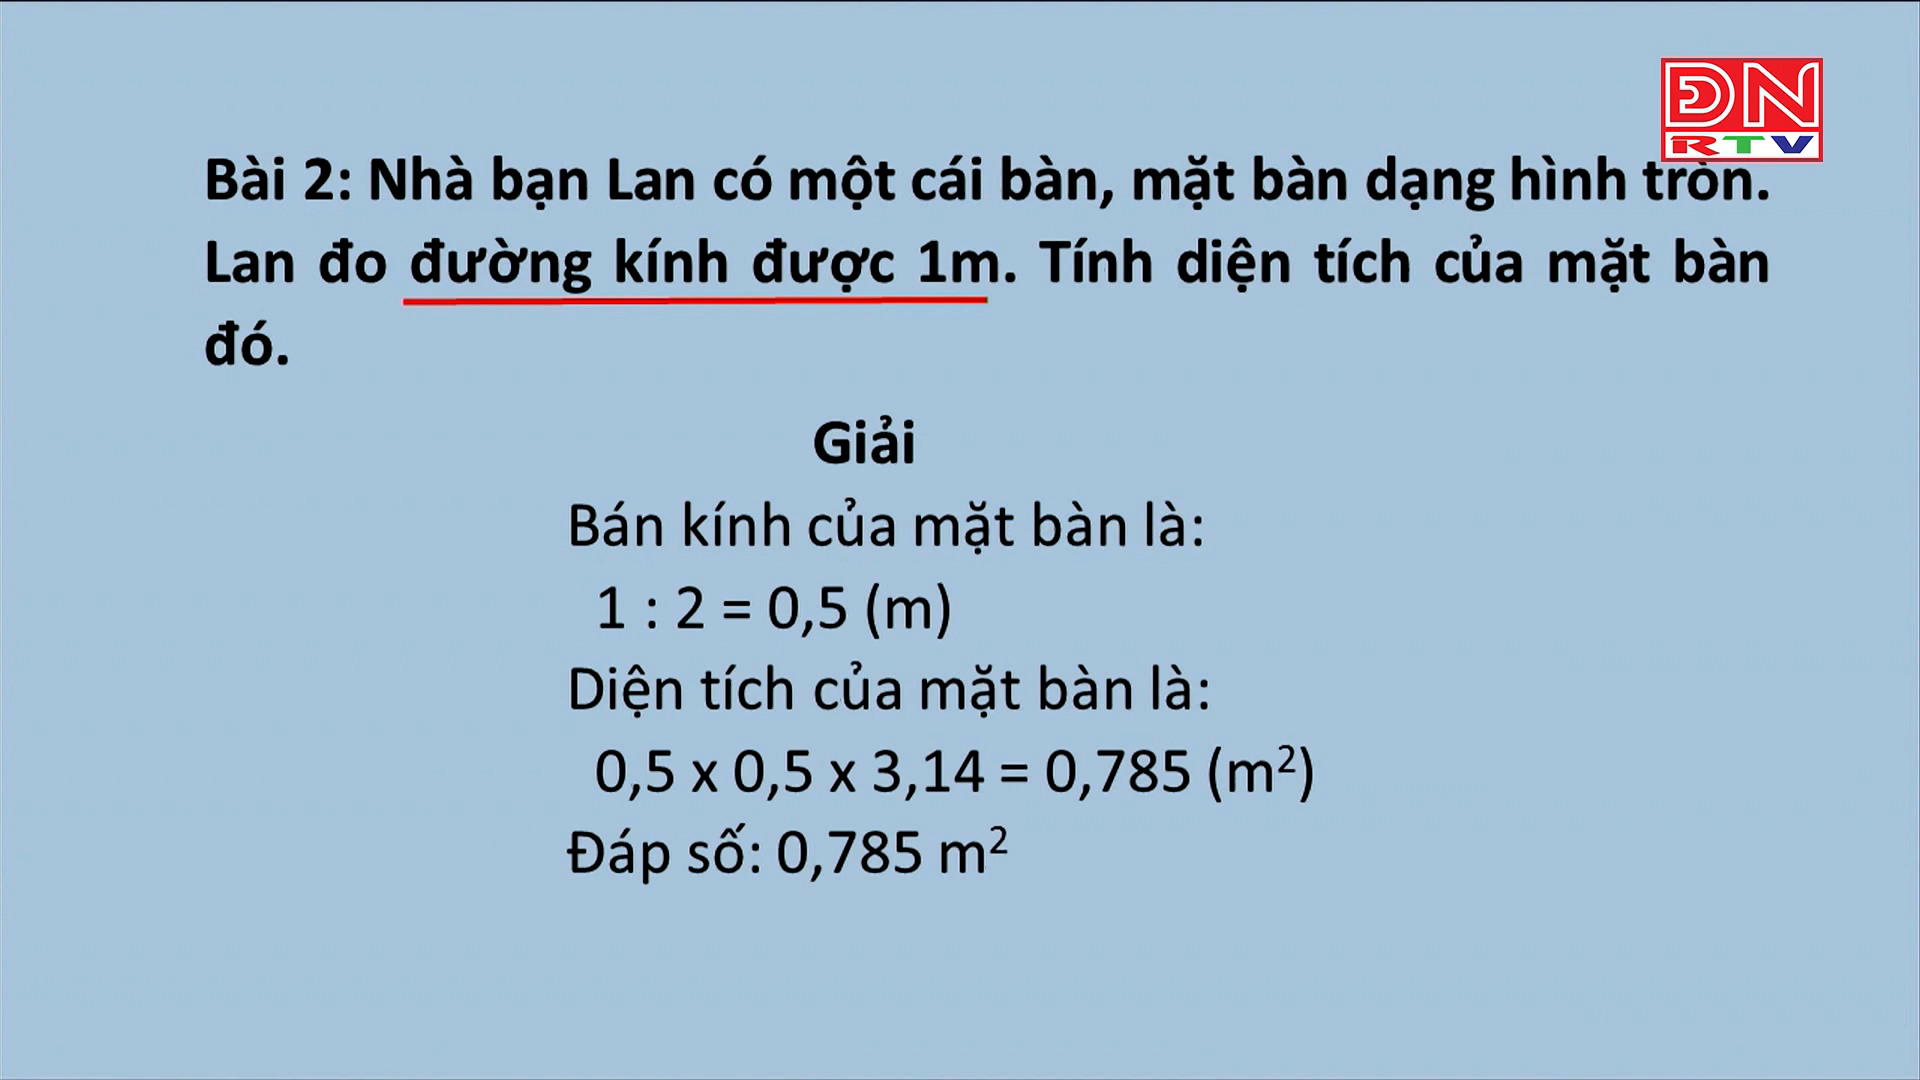 ĐN
RTV
Bài 2: Nhà bạn Lan có một cái bàn, mặt bàn dạng hình tròn.
Lan đo đường kính được 1m. Tính diện tích của mặt bàn
đó.
Giải
Bán kính của mặt bàn là:
1 : 2 = 0,5 (m)
Diện tích của mặt bàn là:
0,5 x 0,5 x 3,14 = 0,785 (m²)
Đáp số: 0,785 m²